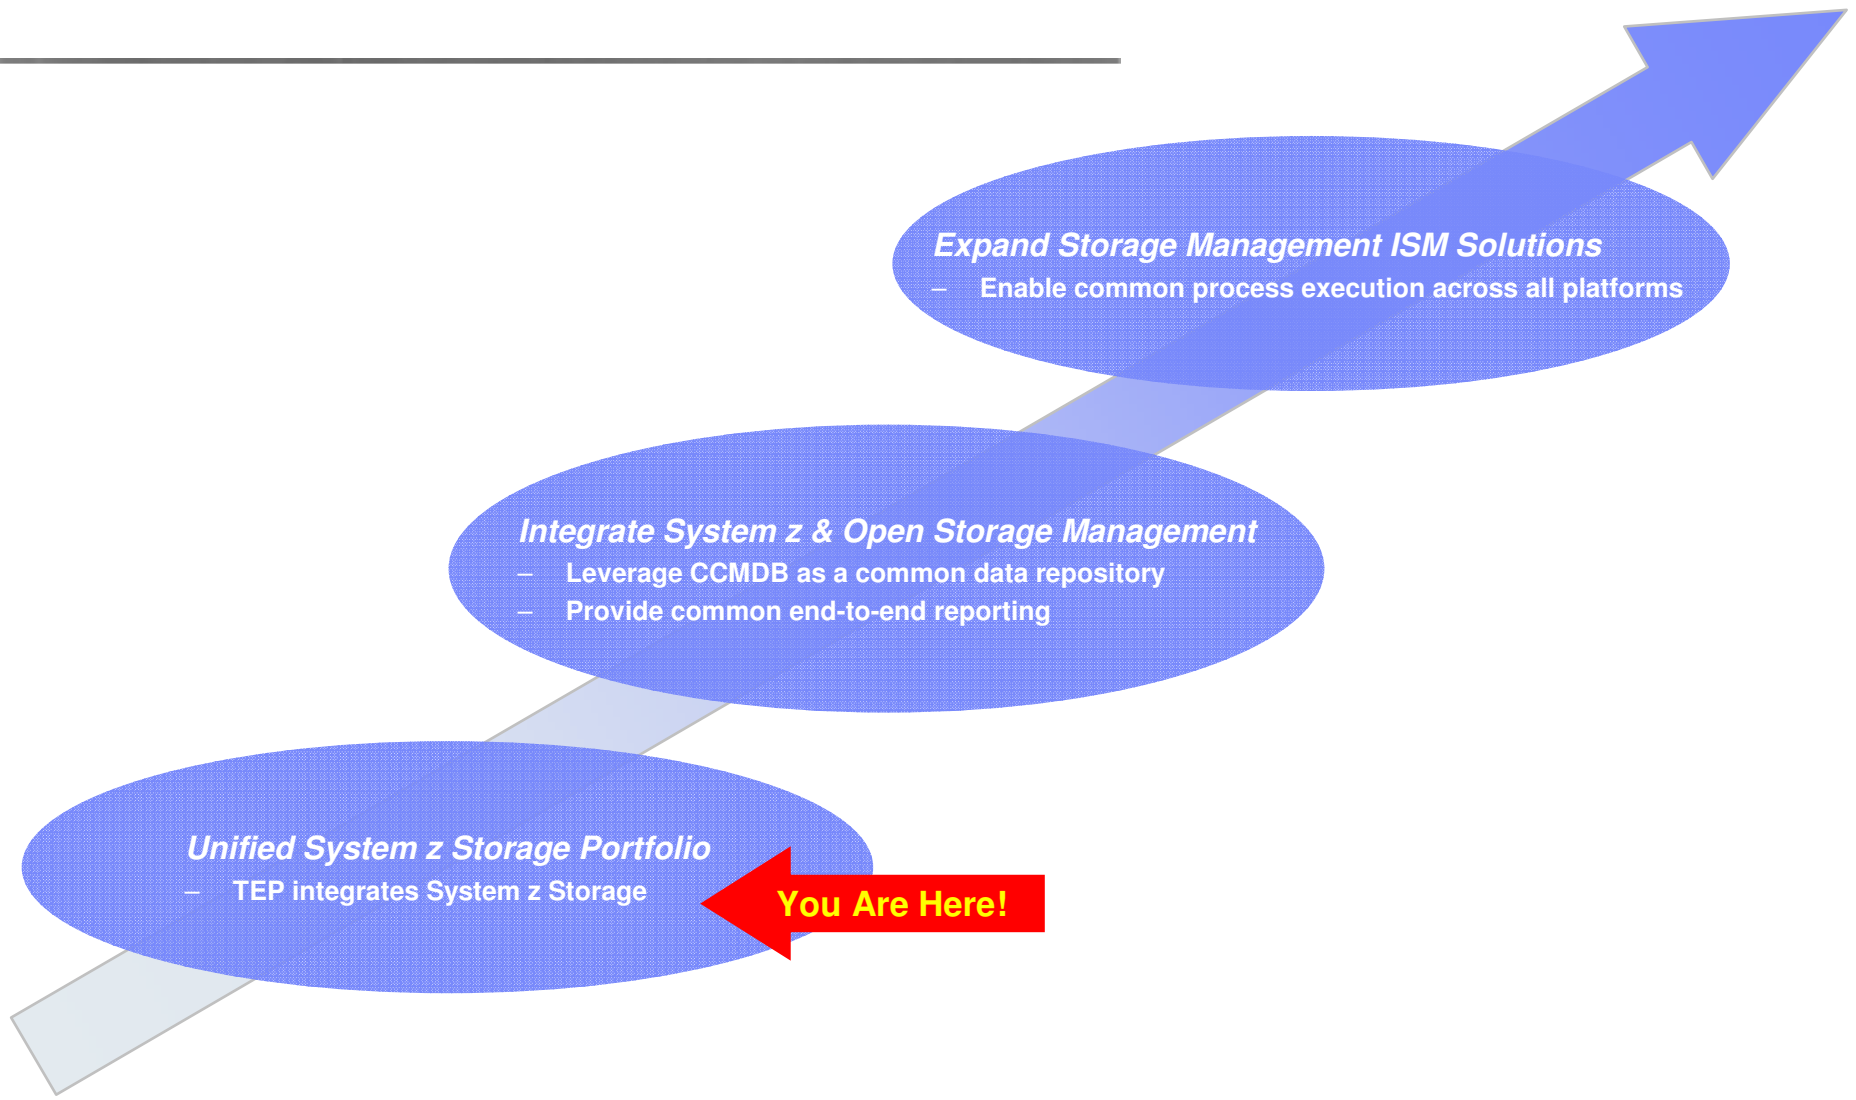 Expand Storage Management ISM Solutions
– Enable common process execution across all platforms
Integrate System z & Open Storage Management
– Leverage CCMDB as a common data repository
– Provide common end-to-end reporting
Unified System z Storage Portfolio
– TEP integrates System z Storage
You Are Here!